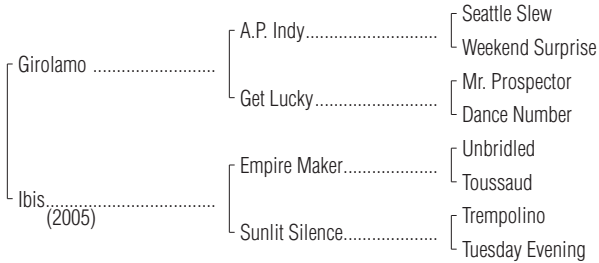 Seattle Slew
A.P. Indy..............................
Weekend Surprise
Girolamo ............................
Mr. Prospector
Get Lucky............................
Dance Number
Unbridled
Empire Maker.....................
Toussaud
Ibis.............................................
(2005)
Trempolino
Sunlit Silence.....................
Tuesday Evening